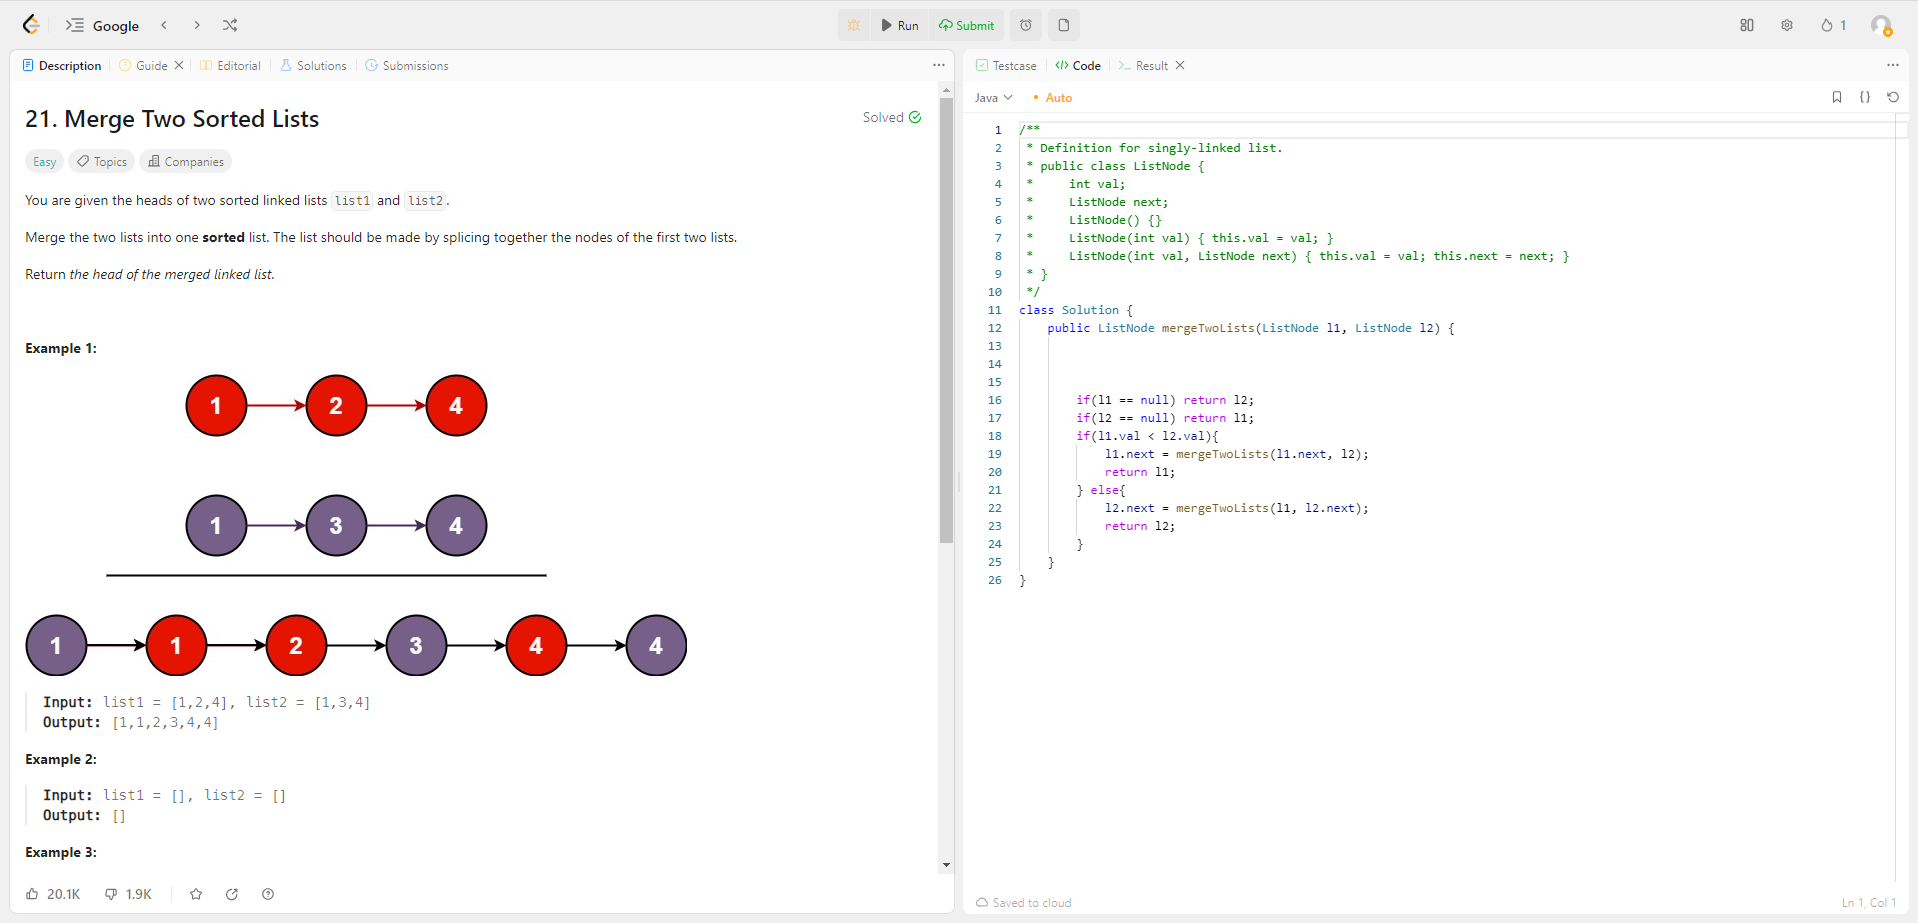 Google
Run
Submit
1
Description
Guide
Editorial
Solutions
Submissions
21. Merge Two Sorted Lists
Solved
Easy
Topics
Companies
You are given the heads of two sorted linked lists list1 and list2.
Merge the two lists into one sorted list. The list should be made by splicing together the nodes of the first two lists.
Return the head of the merged linked list.
Example 1:
1 2 4
1 3 4
1 1 2 3 4 4
Input: list1 = [1,2,4], list2 = [1,3,4]
Output: [1,1,2,3,4,4]
Example 2:
Input: list1 = [], list2 = []
Output: []
Example 3:
20.1K
1.9K
Testcase
Code
Result
Java
Auto
1 /**
2 * Definition for singly-linked list.
3 * public class ListNode {
4 *     int val;
5 *     ListNode next;
6 *     ListNode() {}
7 *     ListNode(int val) { this.val = val; }
8 *     ListNode(int val, ListNode next) { this.val = val; this.next = next; }
9 * }
10 */
11 class Solution {
12     public ListNode mergeTwoLists(ListNode l1, ListNode l2) {
13
14
15
16         if(l1 == null) return l2;
17         if(l2 == null) return l1;
18         if(l1.val < l2.val){
19             l1.next = mergeTwoLists(l1.next, l2);
20             return l1;
21         } else{
22             l2.next = mergeTwoLists(l1, l2.next);
23             return l2;
24         }
25     }
26 }
Saved to cloud
Ln 1, Col 1